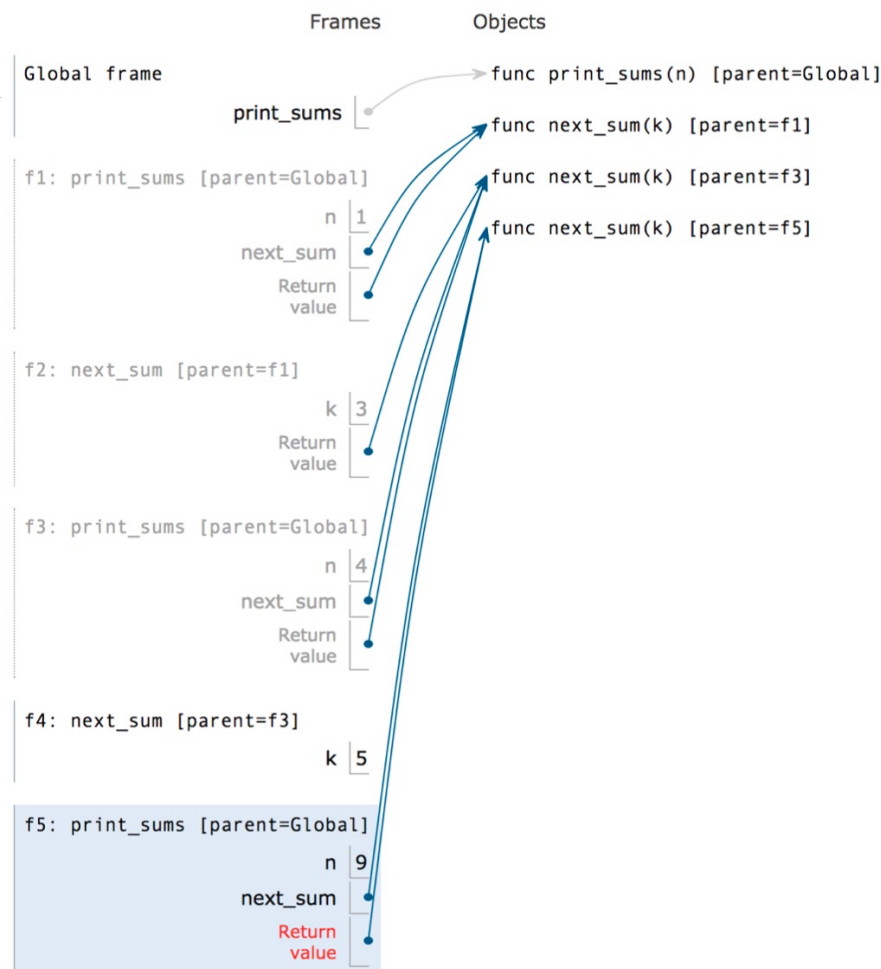 Frames Objects
Global frame
print_sums
func print_sums(n) [parent=Global]
func next_sum(k) [parent=f1]
func next_sum(k) [parent=f3]
func next_sum(k) [parent=f5]
f1: print_sums [parent=Global]
n 1
next_sum
Return
value
f2: next_sum [parent=f1]
k 3
Return
value
f3: print_sums [parent=Global]
n 4
next_sum
Return
value
f4: next_sum [parent=f3]
k 5
f5: print_sums [parent=Global]
n 9
next_sum
Return
value